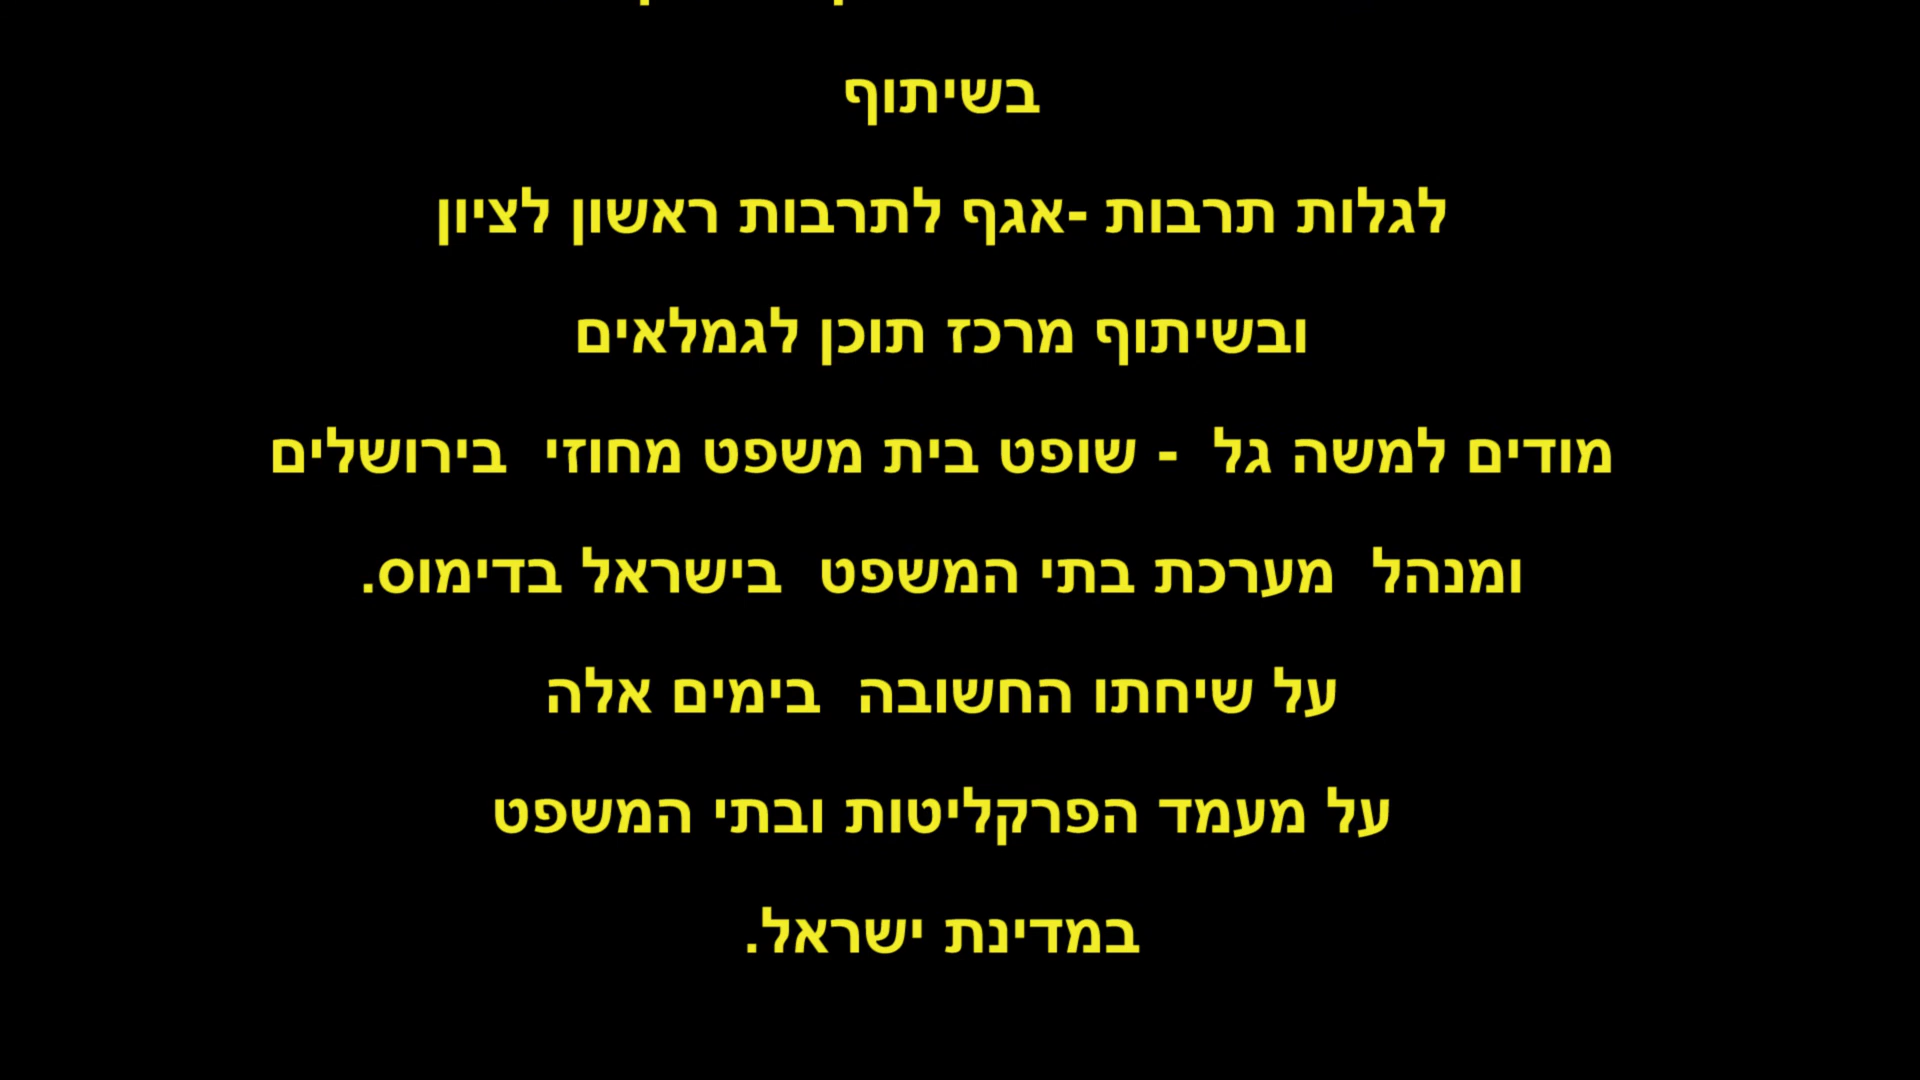 בשיתוף
לגלות תרבות -אגף לתרבות ראשון לציון
ובשיתוף מרכז תוכן לגמלאים
מודים למשה גל  - שופט בית משפט מחוזי  בירושלים
ומנהל  מערכת בתי המשפט  בישראל בדימוס.
על שיחתו החשובה  בימים אלה
על מעמד הפרקליטות ובתי המשפט
במדינת ישראל.